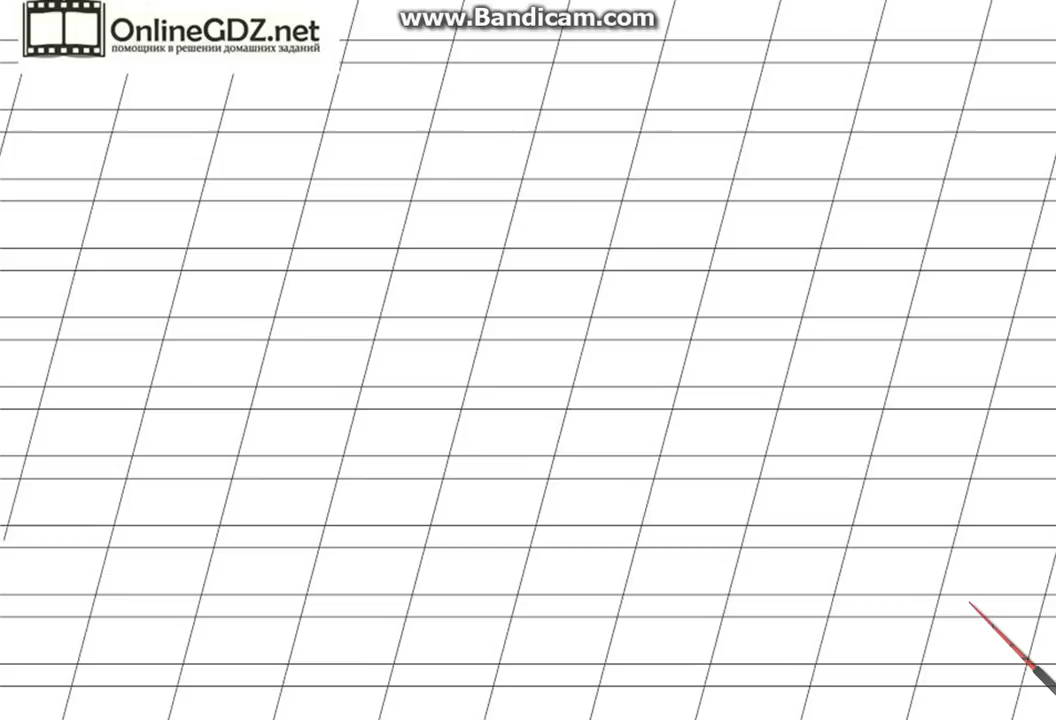 www.Bandicam.com
OnlineGDZ.net
помощник в решении домашних заданий